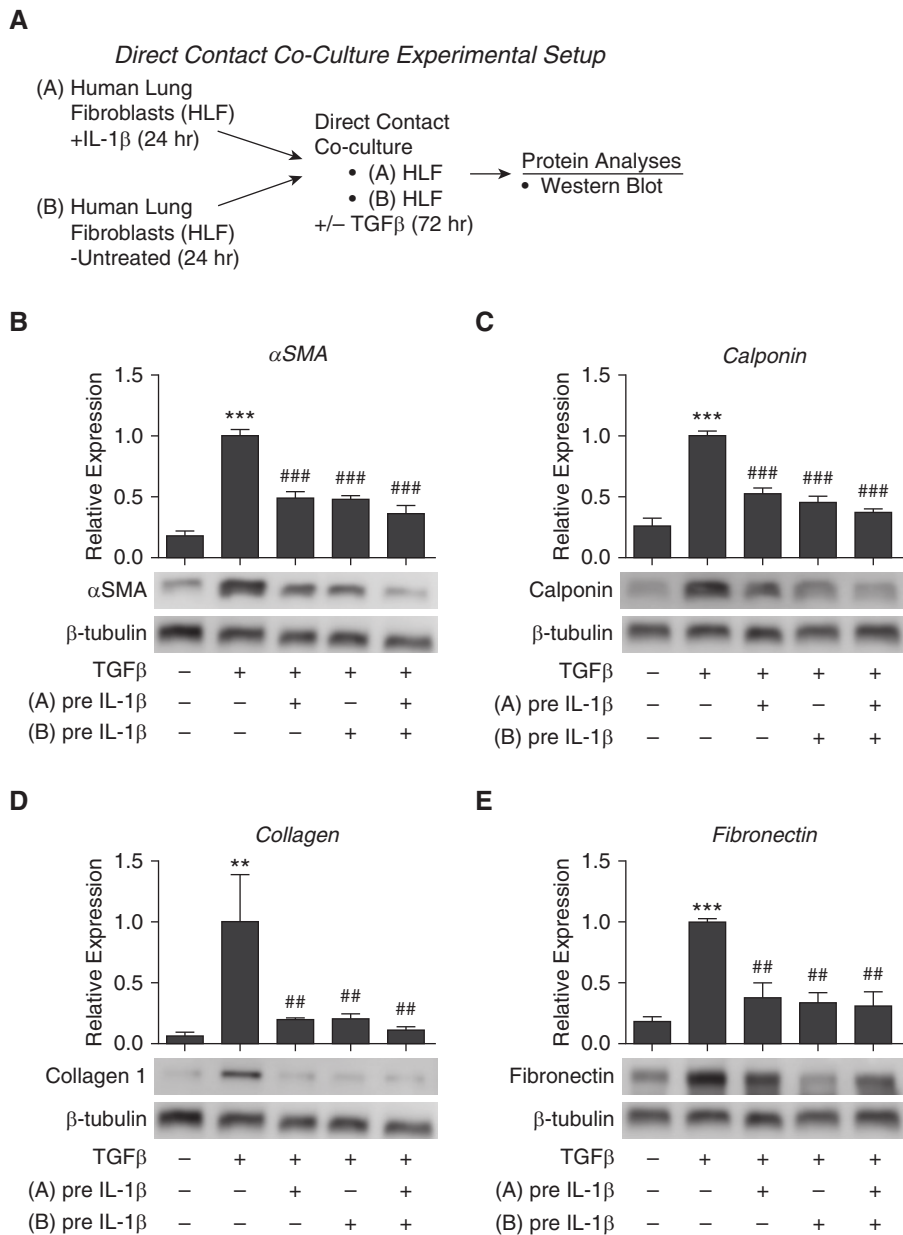 A
Direct Contact Co-Culture Experimental Setup
(A) Human Lung
Fibroblasts (HLF)
+IL-1β (24 hr)
(B) Human Lung
Fibroblasts (HLF)
-Untreated (24 hr)
Direct Contact
Co-culture
• (A) HLF
• (B) HLF
+/– TGFβ (72 hr)
Protein Analyses
• Western Blot
B
αSMA
Relative Expression
1.5
1.0
0.5
0.0
***
###
###
###
αSMA
β-tubulin
TGFβ – + + + +
(A) pre IL-1β – – + – +
(B) pre IL-1β – – – + +
C
Calponin
Relative Expression
1.5
1.0
0.5
0.0
***
###
###
###
Calponin
β-tubulin
TGFβ – + + + +
(A) pre IL-1β – – + – +
(B) pre IL-1β – – – + +
D
Collagen
Relative Expression
1.5
1.0
0.5
0.0
**
##
##
##
Collagen 1
β-tubulin
TGFβ – + + + +
(A) pre IL-1β – – + – +
(B) pre IL-1β – – – + +
E
Fibronectin
Relative Expression
1.5
1.0
0.5
0.0
***
##
##
##
Fibronectin
β-tubulin
TGFβ – + + + +
(A) pre IL-1β – – + – +
(B) pre IL-1β – – – + +